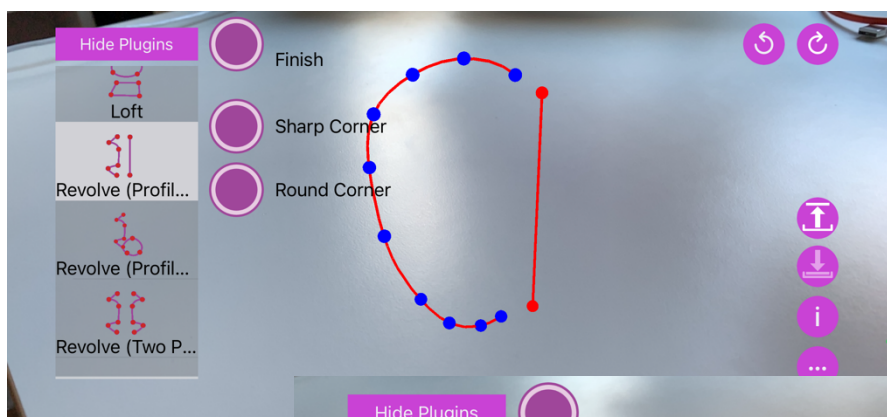 Hide Plugins
Finish
Loft
Sharp Corner
Revolve (Profil...
Round Corner
Revolve (Profil...
i
Revolve (Two P...
...
Hide Plugins